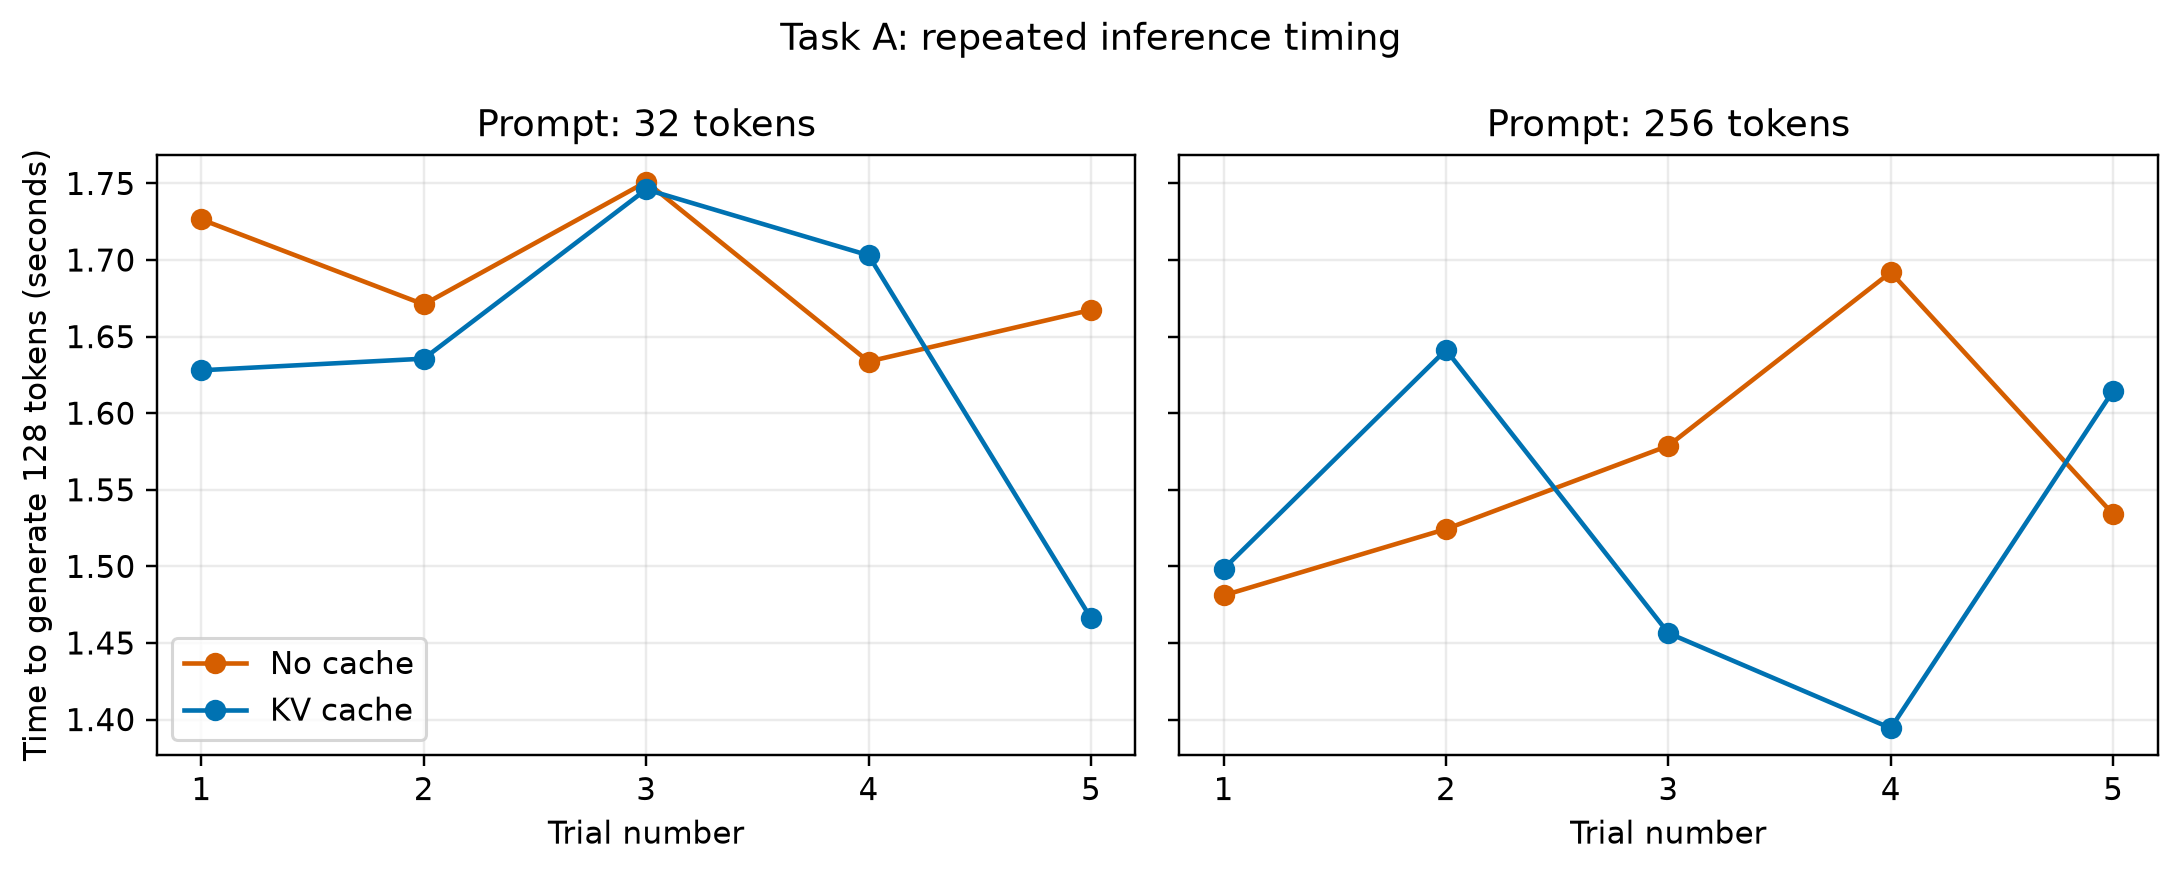 Task A: repeated inference timing
Prompt: 32 tokens
Prompt: 256 tokens
Time to generate 128 tokens (seconds)
1.75
1.70
1.65
1.60
1.55
1.50
1.45
1.40
No cache
KV cache
1 2 3 4 5
1 2 3 4 5
Trial number
Trial number